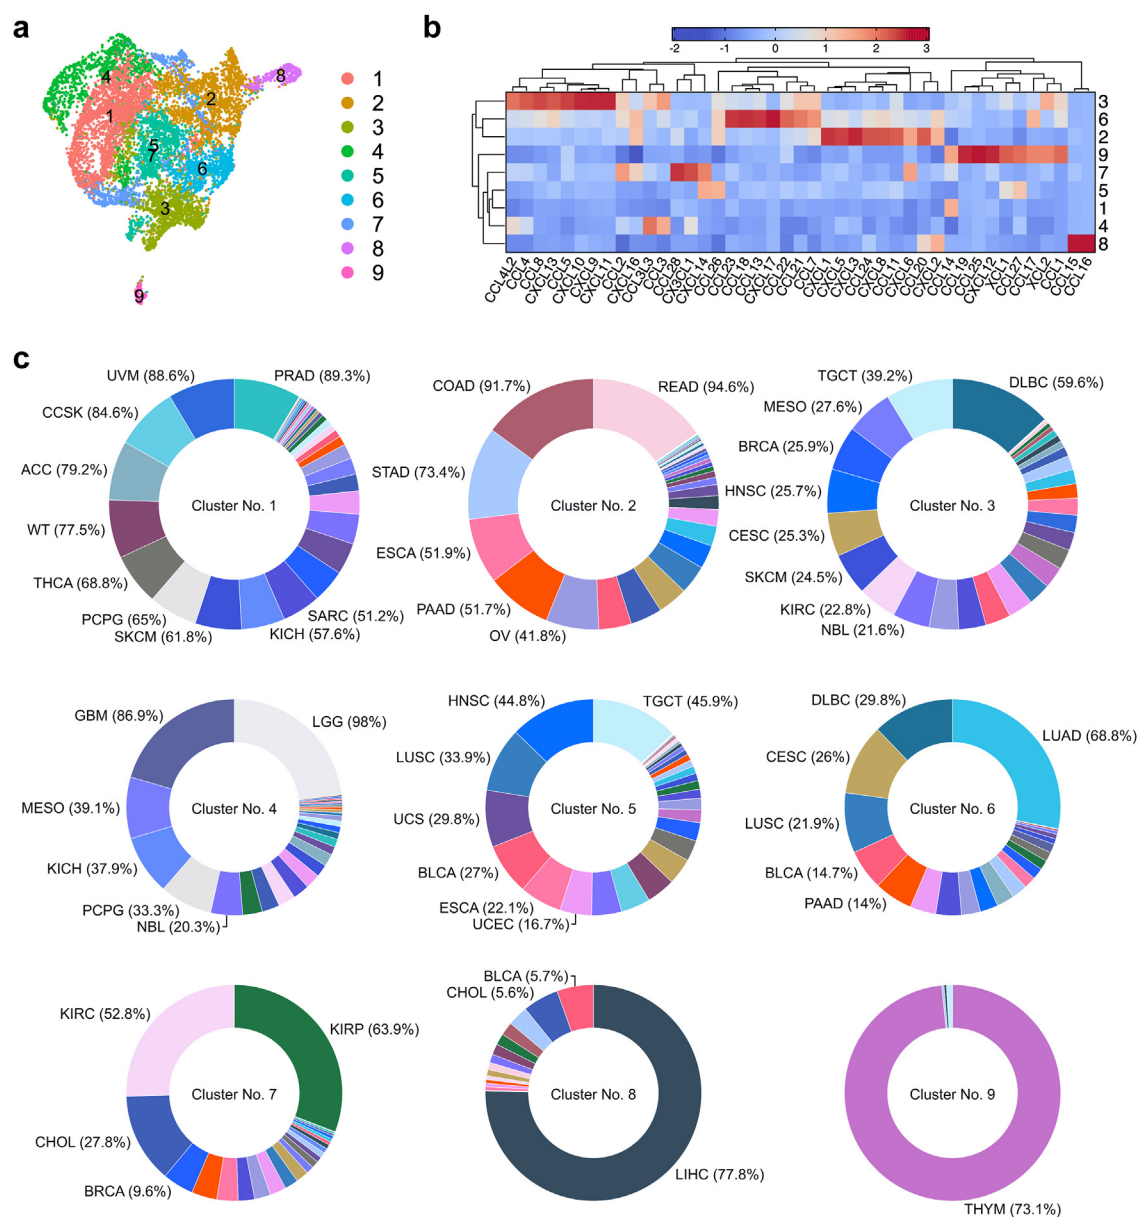 a
4
8
2
1
5
7
6
3
9
1
2
3
4
5
6
7
8
9
b
-2 -1 0 1 2 3
3
6
2
9
7
5
1
4
8
CCL4L2
CCL4
CCL8
CXCL13
CCL5
CXCL10
CXCL9
CXCL11
CCL2
CXCL16
CCL3L3
CCL3
CCL28
CX3CL1
CXCL14
CCL26
CCL23
CCL18
CCL13
CXCL17
CCL22
CCL21
CCL7
CXCL1
CXCL5
CXCL3
CCL24
CXCL8
CCL11
CXCL6
CCL20
CXCL2
CCL14
CCL19
CCL25
CXCL12
XCL1
CCL27
CCL17
XCL2
CCL1
CCL15
CCL16
c
UVM (88.6%)
PRAD (89.3%)
CCSK (84.6%)
ACC (79.2%)
WT (77.5%)
THCA (68.8%)
PCPG (65%)
SKCM (61.8%)
KICH (57.6%)
SARC (51.2%)
Cluster No. 1
COAD (91.7%)
READ (94.6%)
STAD (73.4%)
ESCA (51.9%)
PAAD (51.7%)
OV (41.8%)
Cluster No. 2
TGCT (39.2%)
DLBC (59.6%)
MESO (27.6%)
BRCA (25.9%)
HNSC (25.7%)
CESC (25.3%)
SKCM (24.5%)
KIRC (22.8%)
NBL (21.6%)
Cluster No. 3
GBM (86.9%)
LGG (98%)
MESO (39.1%)
KICH (37.9%)
PCPG (33.3%)
NBL (20.3%)
Cluster No. 4
HNSC (44.8%)
TGCT (45.9%)
LUSC (33.9%)
UCS (29.8%)
BLCA (27%)
ESCA (22.1%)
UCEC (16.7%)
Cluster No. 5
DLBC (29.8%)
LUAD (68.8%)
CESC (26%)
LUSC (21.9%)
BLCA (14.7%)
PAAD (14%)
Cluster No. 6
KIRC (52.8%)
KIRP (63.9%)
CHOL (27.8%)
BRCA (9.6%)
Cluster No. 7
BLCA (5.7%)
CHOL (5.6%)
LIHC (77.8%)
Cluster No. 8
Cluster No. 9
THYM (73.1%)